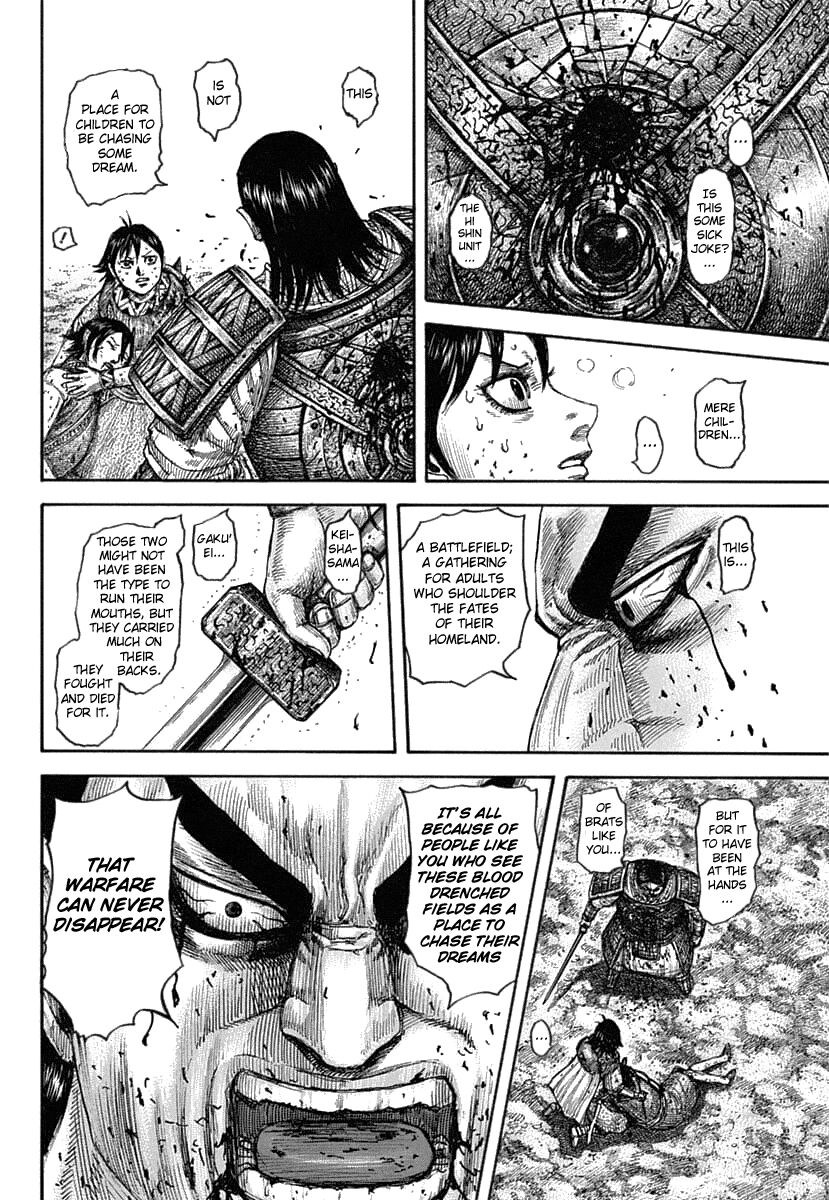 ...
IS
THIS
SOME
SICK
JOKE?
...
THE
HI
SHIN
UNIT
...
MERE
CHIL-
DREN...
...
THIS
IS
NOT
A
PLACE FOR
CHILDREN TO
BE CHASING
SOME
DREAM.
!
THIS
IS...
A BATTLEFIELD;
A GATHERING
FOR ADULTS
WHO SHOULDER
THE FATES
OF THEIR
HOMELAND.
KEI-
SHA-
SAMA
...
GAKU'
EI...
THOSE TWO
MIGHT NOT
HAVE BEEN
THE TYPE TO
RUN THEIR
MOUTHS, BUT
THEY CARRIED
MUCH ON
THEIR
BACKS.
THEY
FOUGHT
AND DIED
FOR IT.
BUT
FOR IT
TO HAVE
BEEN
AT THE
HANDS
...
OF
BRATS
LIKE
YOU...
...
IT'S ALL
BECAUSE OF
PEOPLE LIKE
YOU WHO SEE
THESE BLOOD
DRENCHED
FIELDS AS A
PLACE TO
CHASE THEIR
DREAMS
THAT
WARFARE
CAN NEVER
DISAPPEAR!